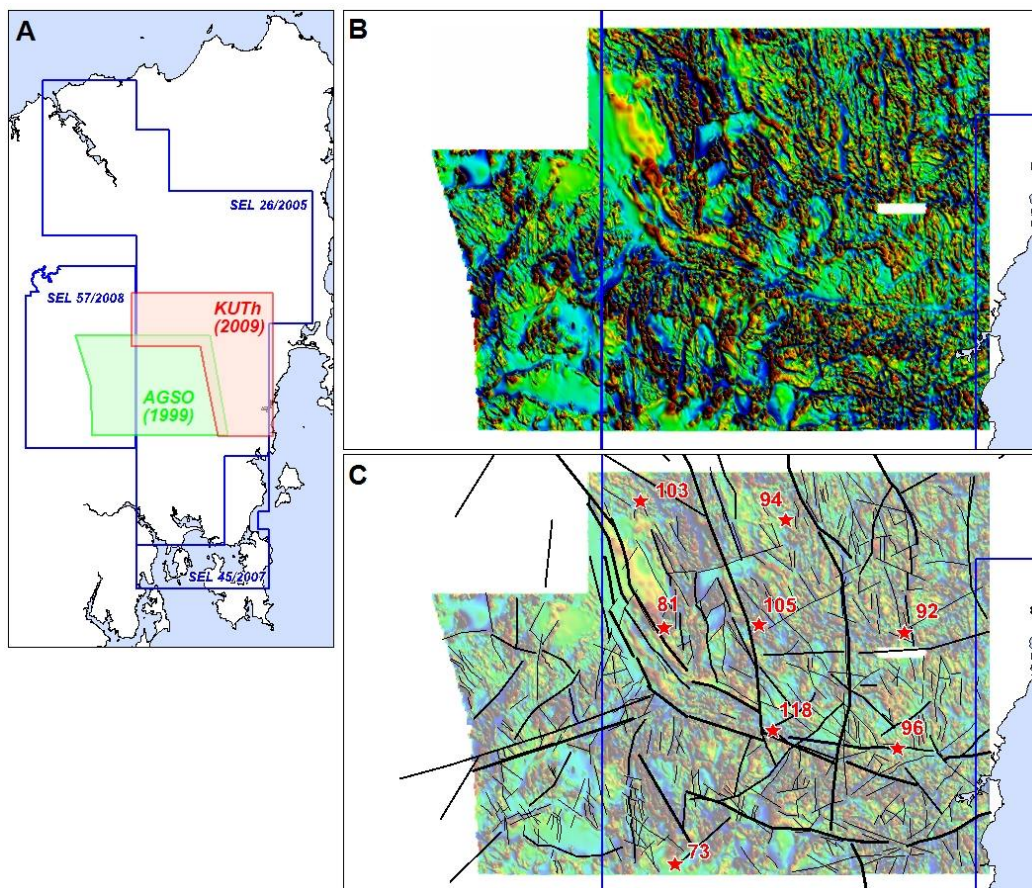 A
SEL 26/2005
SEL 57/2008
KUTh
(2009)
AGSO
(1999)
SEL 45/2007
B
C
103
94
81
105
92
118
96
73